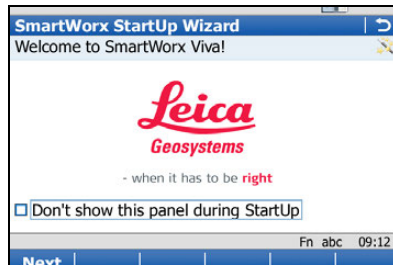 SmartWorx StartUp Wizard
Welcome to SmartWorx Viva!
Leica
Geosystems
- when it has to be right
Don't show this panel during StartUp
Fn abc 09:12
Next